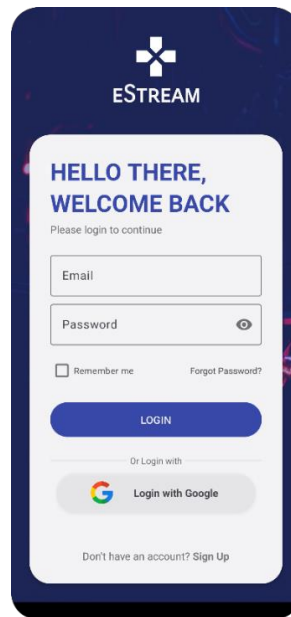 eSTREAM
HELLO THERE,
WELCOME BACK
Please login to continue
Email
Password
Remember me Forgot Password?
LOGIN
Or Login with
Login with Google
Don't have an account? Sign Up